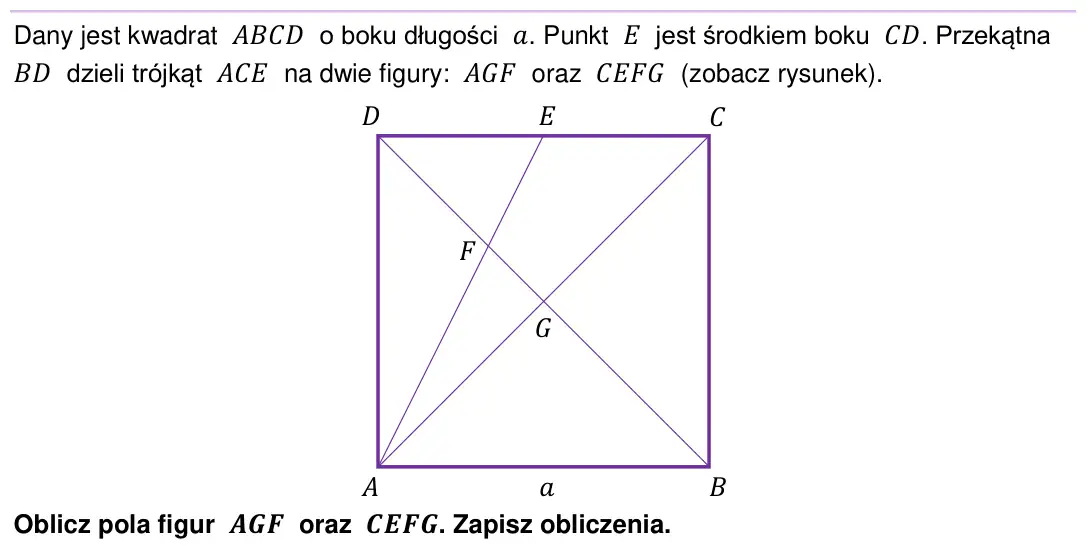 Dany jest kwadrat ABCD o boku długości a. Punkt E jest środkiem boku CD. Przekątna
BD dzieli trójkąt ACE na dwie figury: AGF oraz CEFG (zobacz rysunek).
D E C
F
G
A a B
Oblicz pola figur AGF oraz CEFG. Zapisz obliczenia.